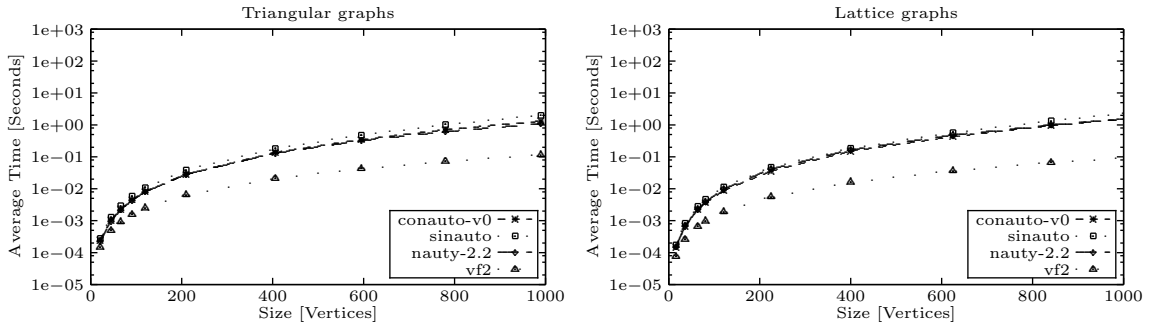 Triangular graphs
1e+03
1e+02
1e+01
1e+00
1e−01
1e−02
1e−03
1e−04
1e−05
Average Time [Seconds]
conauto-v0
sinauto
nauty-2.2
vf2
0 200 400 600 800 1000
Size [Vertices]
Lattice graphs
1e+03
1e+02
1e+01
1e+00
1e−01
1e−02
1e−03
1e−04
1e−05
Average Time [Seconds]
conauto-v0
sinauto
nauty-2.2
vf2
0 200 400 600 800 1000
Size [Vertices]